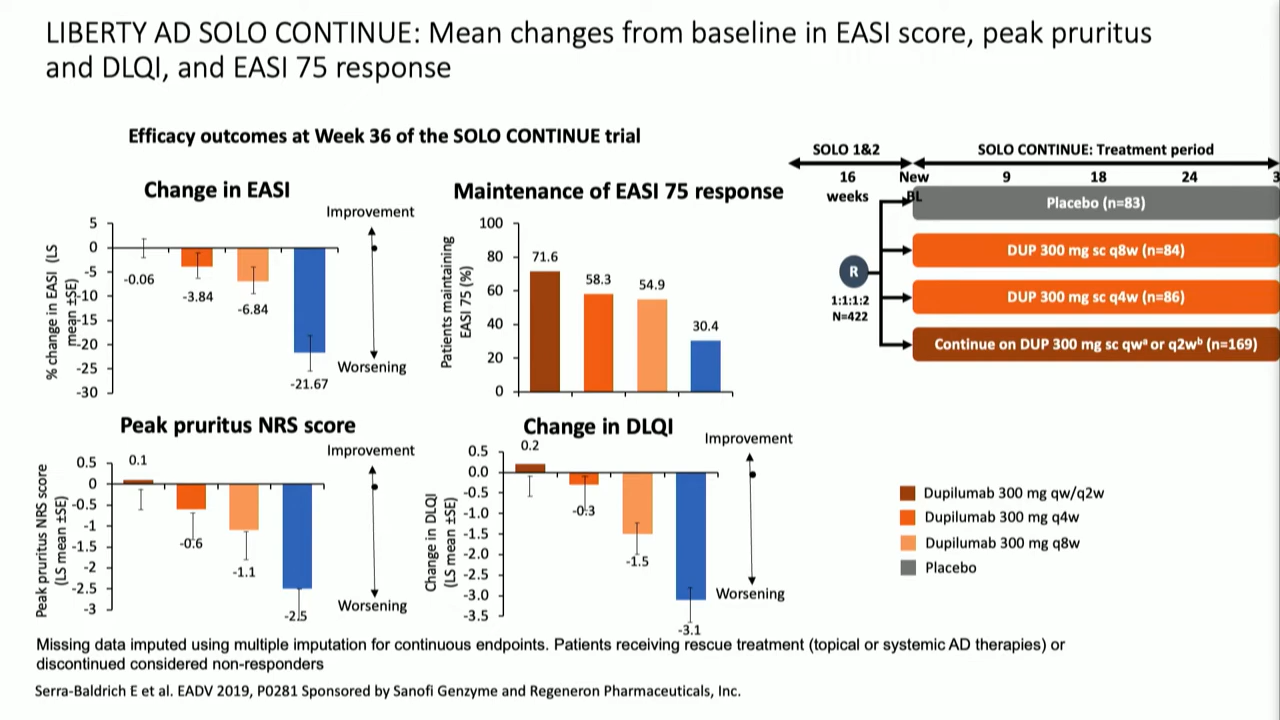 LIBERTY AD SOLO CONTINUE: Mean changes from baseline in EASI score, peak pruritus
and DLQI, and EASI 75 response
Efficacy outcomes at Week 36 of the SOLO CONTINUE trial
Change in EASI
Improvement
5
0
-5
-10
-15
-20
-25
-30
% change in EASI (LS
mean ±SE)
-0.06
-3.84
-6.84
-21.67
Worsening
Maintenance of EASI 75 response
100
80
60
40
20
0
Patients maintaining
EASI 75 (%)
71.6
58.3
54.9
30.4
SOLO 1&2
SOLO CONTINUE: Treatment period
16
weeks
New
BL
9
18
24
3
Placebo (n=83)
DUP 300 mg sc q8w (n=84)
R
1:1:1:2
N=422
DUP 300 mg sc q4w (n=86)
Continue on DUP 300 mg sc qwᵃ or q2wᵇ (n=169)
Peak pruritus NRS score
Improvement
0.5
0
-0.5
-1
-1.5
-2
-2.5
-3
Peak pruritus NRS score
(LS mean ±SE)
0.1
-0.6
-1.1
-2.5
Worsening
Change in DLQI
Improvement
0.5
0.0
-0.5
-1.0
-1.5
-2.0
-2.5
-3.0
-3.5
Change in DLQI
(LS mean ±SE)
0.2
-0.3
-1.5
-3.1
Worsening
Dupilumab 300 mg qw/q2w
Dupilumab 300 mg q4w
Dupilumab 300 mg q8w
Placebo
Missing data imputed using multiple imputation for continuous endpoints. Patients receiving rescue treatment (topical or systemic AD therapies) or
discontinued considered non-responders
Serra-Baldrich E et al. EADV 2019, P0281 Sponsored by Sanofi Genzyme and Regeneron Pharmaceuticals, Inc.